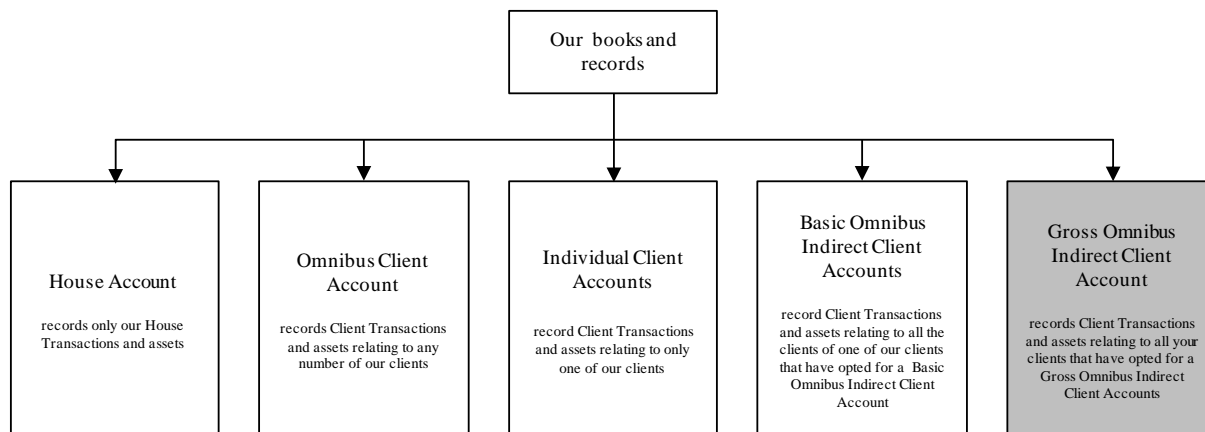 Our books and
records
House Account
records only our House
Transactions and assets
Omnibus Client
Account
records Client Transactions
and assets relating to any
number of our clients
Individual Client
Accounts
record Client Transactions
and assets relating to only
one of our clients
Basic Omnibus
Indirect Client
Accounts
record Client Transactions
and assets relating to all the
clients of one of our clients
that have opted for a Basic
Omnibus Indirect Client
Account
Gross Omnibus
Indirect Client
Account
records Client Transactions
and assets relating to all your
clients that have opted for a
Gross Omnibus Indirect
Client Accounts